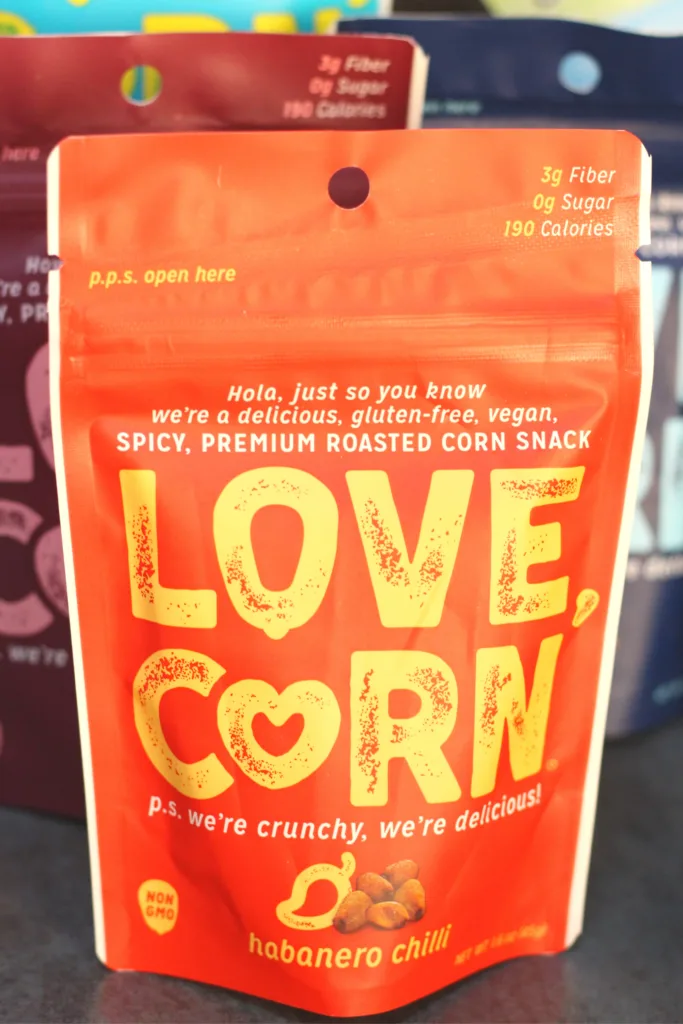 3g Fiber
0g Sugar
190 Calories
here
3g Fiber
0g Sugar
190 Calories
p.p.s. open here
Hola, just so you know
we're a delicious, gluten-free, vegan,
SPICY, PREMIUM ROASTED CORN SNACK
LOVE,
CORN.
p.s. we're crunchy, we're delicious!
NON
GMO
habanero chilli